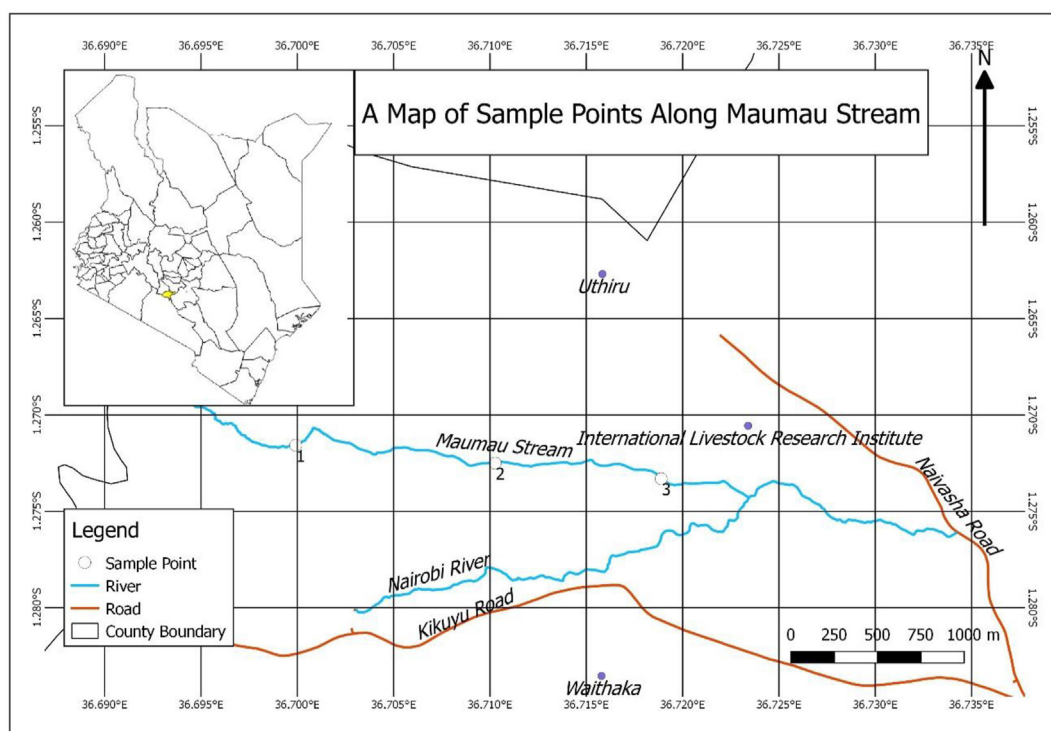 36.690°E 36.695°E 36.700°E 36.705°E 36.710°E 36.715°E 36.720°E 36.725°E 36.730°E 36.735°E
N
A Map of Sample Points Along Maumau Stream
1.255°S 1.255°S
1.260°S 1.260°S
Uthiru
1.265°S 1.265°S
1.270°S 1.270°S
Maumau Stream
International Livestock Research Institute
1
2
3
Naivasha Road
1.275°S 1.275°S
Legend
Sample Point
River
Road
County Boundary
Nairobi River
Kikuyu Road
1.280°S 1.280°S
0 250 500 750 1000 m
Waithaka
36.690°E 36.695°E 36.700°E 36.705°E 36.710°E 36.715°E 36.720°E 36.725°E 36.730°E 36.735°E